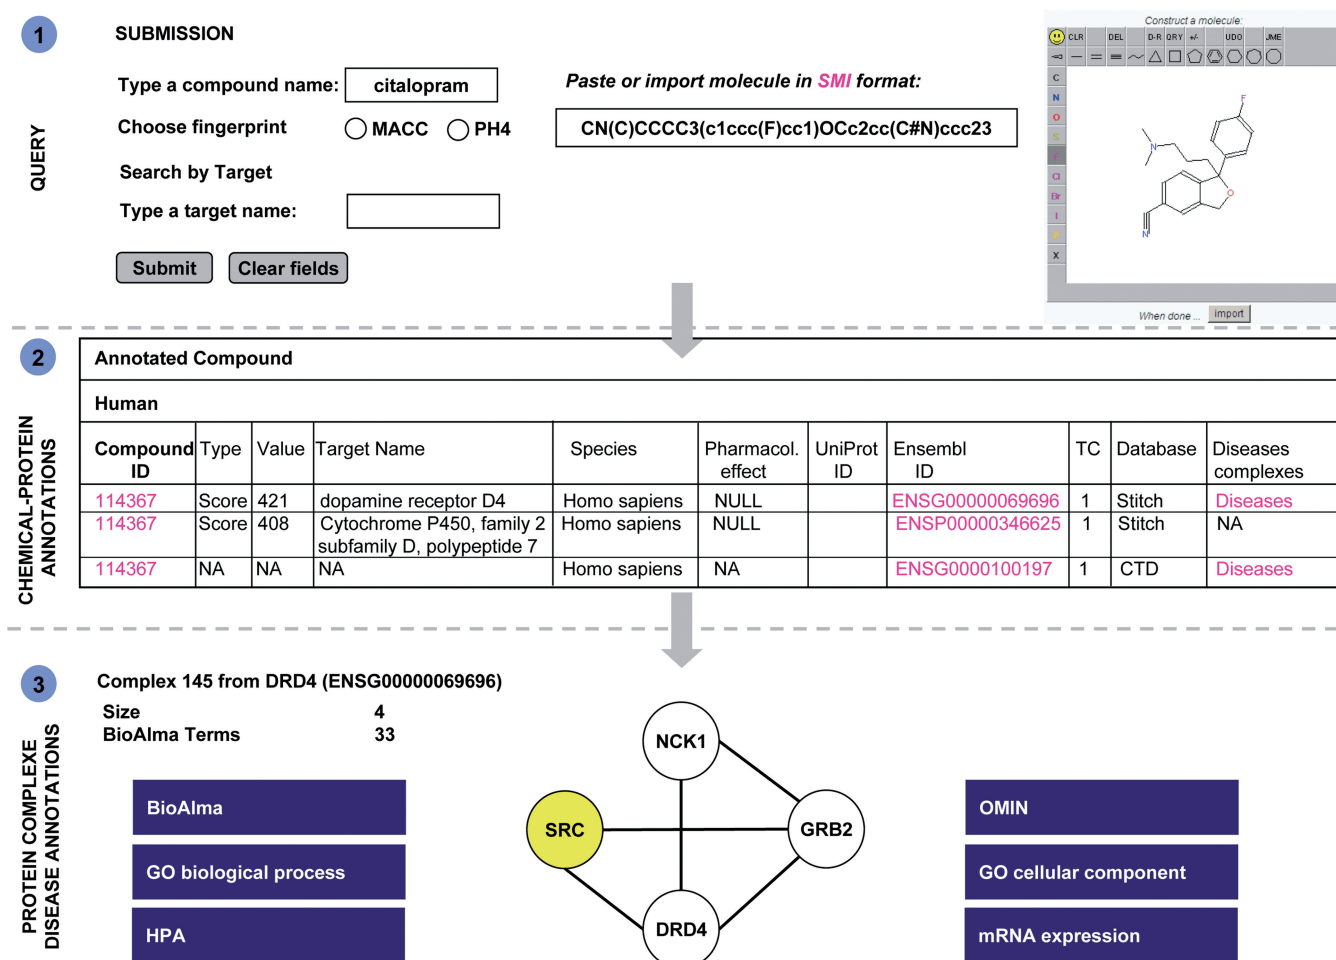 1
SUBMISSION
QUERY
Type a compound name:
citalopram
Choose fingerprint
MACC
PH4
Search by Target
Type a target name:
Submit
Clear fields
Paste or import molecule in SMI format:
CN(C)CCCC3(c1ccc(F)cc1)OCc2cc(C#N)ccc23
Construct a molecule:
CLR DEL D-R QRY +/- UDO JME
C
N
O
S
F
Cl
Br
I
P
X
F
N
O
N
When done ... import
2
CHEMICAL-PROTEIN
ANNOTATIONS
Annotated Compound
Human
Compound ID Type Value Target Name Species Pharmacol. effect UniProt ID Ensembl ID TC Database Diseases complexes
114367 Score 421 dopamine receptor D4 Homo sapiens NULL ENSG00000069696 1 Stitch Diseases
114367 Score 408 Cytochrome P450, family 2 Homo sapiens NULL ENSP00000346625 1 Stitch NA
subfamily D, polypeptide 7
114367 NA NA NA Homo sapiens NA ENSG0000100197 1 CTD Diseases
3
PROTEIN COMPLEXE
DISEASE ANNOTATIONS
Complex 145 from DRD4 (ENSG00000069696)
Size 4
BioAlma Terms 33
BioAlma
GO biological process
HPA
NCK1
SRC
GRB2
DRD4
OMIN
GO cellular component
mRNA expression